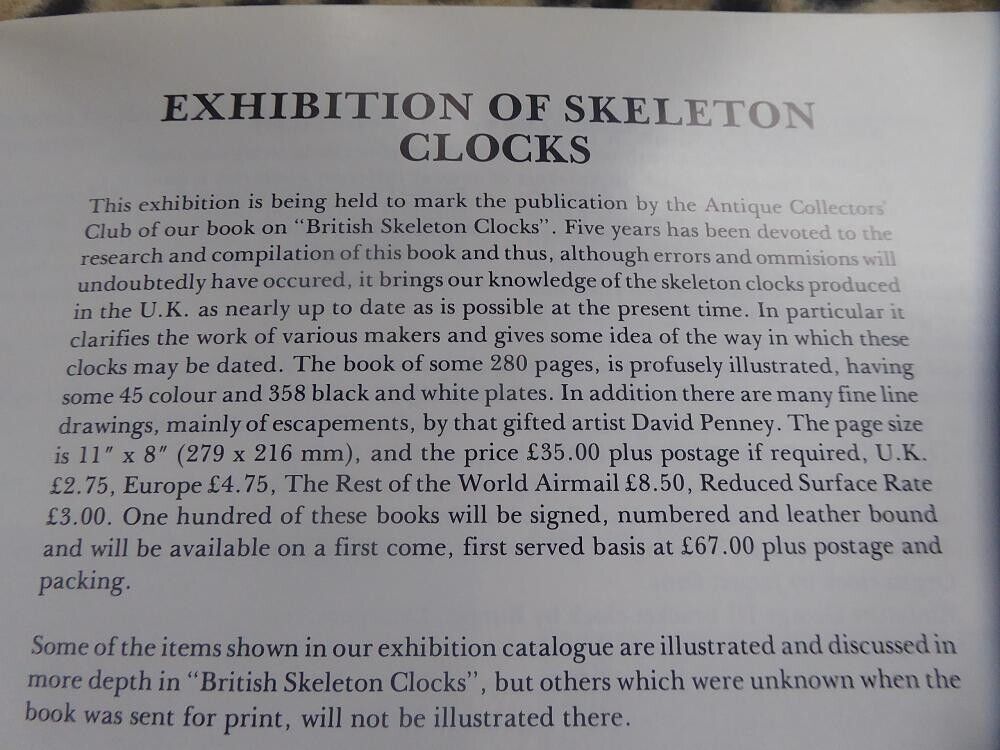 EXHIBITION OF SKELETON
CLOCKS
This exhibition is being held to mark the publication by the Antique Collectors'
Club of our book on "British Skeleton Clocks". Five years has been devoted to the
research and compilation of this book and thus, although errors and ommisions will
undoubtedly have occured, it brings our knowledge of the skeleton clocks produced
in the U.K. as nearly up to date as is possible at the present time. In particular it
clarifies the work of various makers and gives some idea of the way in which these
clocks may be dated. The book of some 280 pages, is profusely illustrated, having
some 45 colour and 358 black and white plates. In addition there are many fine line
drawings, mainly of escapements, by that gifted artist David Penney. The page size
is 11" x 8" (279 x 216 mm), and the price £35.00 plus postage if required, U.K.
£2.75, Europe £4.75, The Rest of the World Airmail £8.50, Reduced Surface Rate
£3.00. One hundred of these books will be signed, numbered and leather bound
and will be available on a first come, first served basis at £67.00 plus postage and
packing.
Some of the items shown in our exhibition catalogue are illustrated and discussed in
more depth in "British Skeleton Clocks", but others which were unknown when the
book was sent for print, will not be illustrated there.